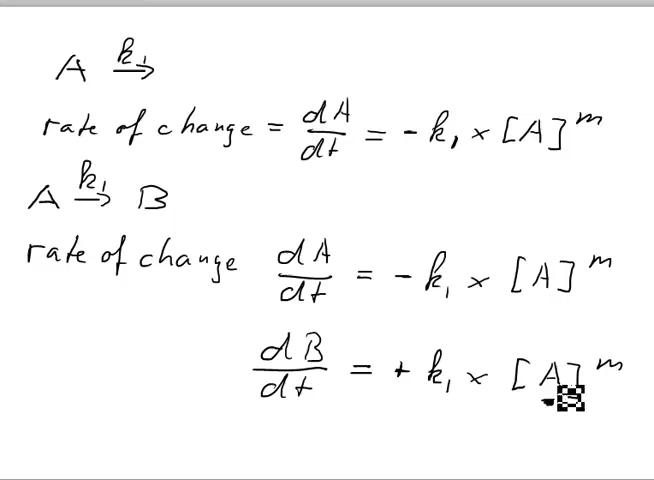 A k₁ →
rate of change = dA/dt = - k₁ × [A]^m
A k₁ → B
rate of change dA/dt = - k₁ × [A]^m
dB/dt = + k₁ × [A]^m